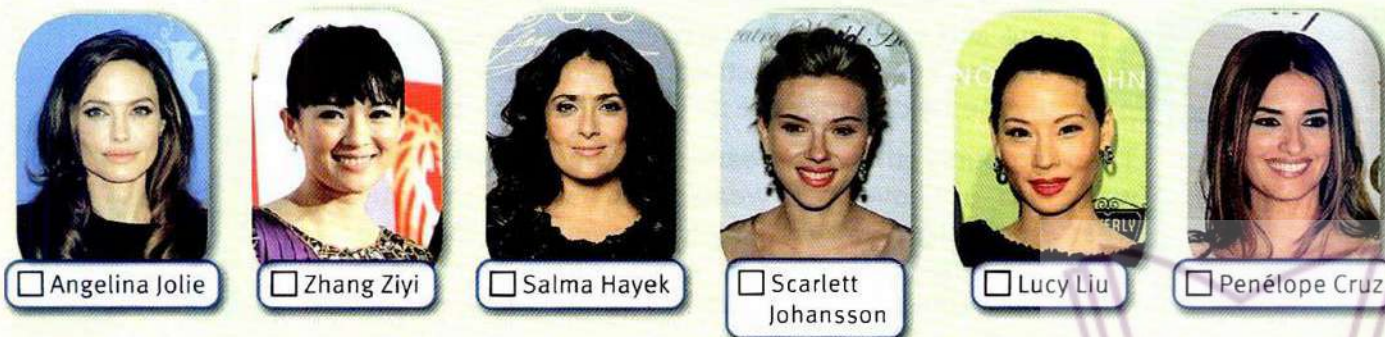 ☐ Angelina Jolie
☐ Zhang Ziyi
☐ Salma Hayek
☐ Scarlett
Johansson
☐ Lucy Liu
☐ Penélope Cruz